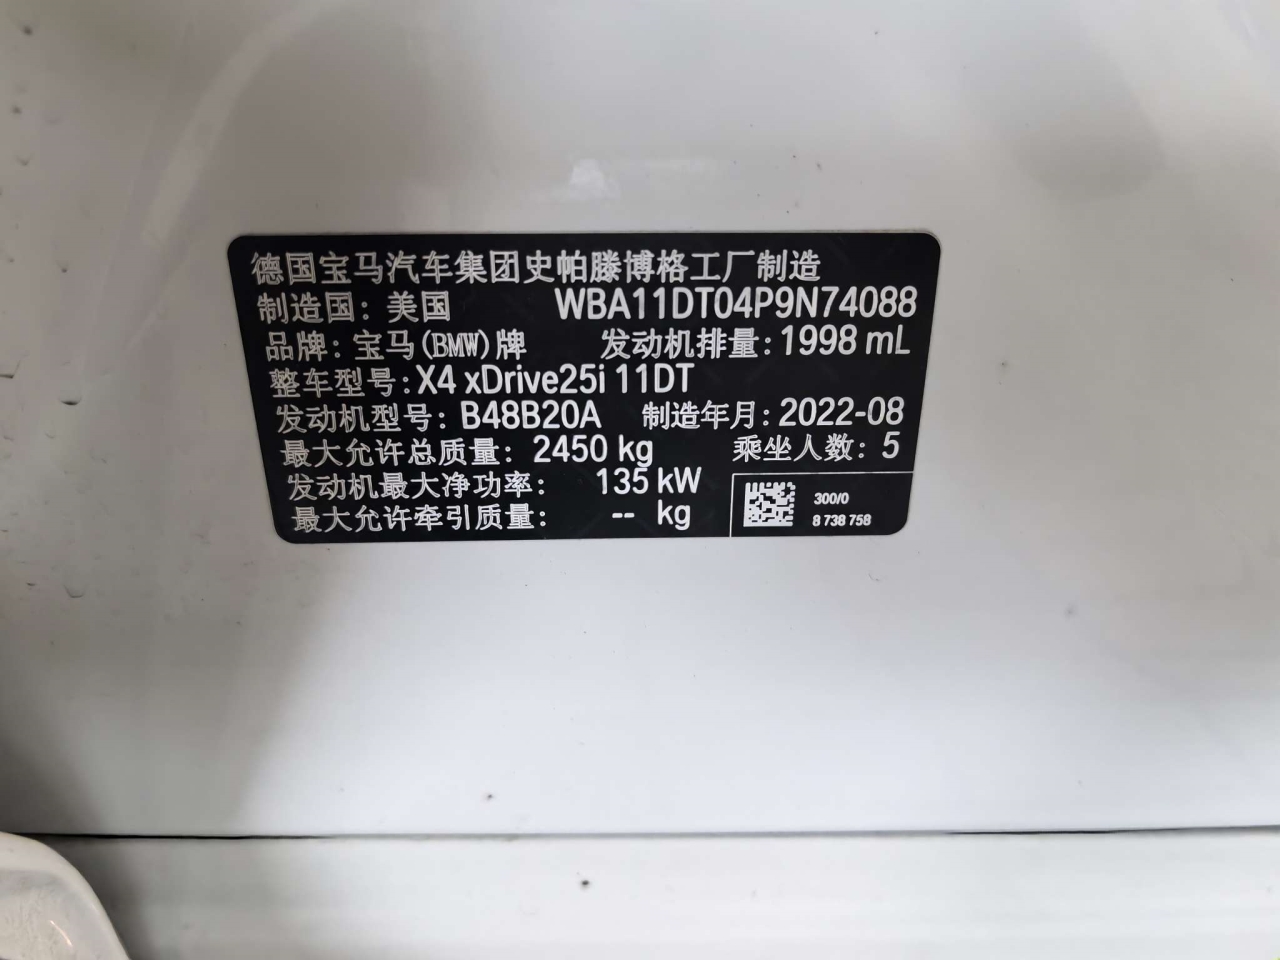 德国宝马汽车集团史帕滕博格工厂制造
制造国：美国 WBA11DT04P9N74088
品牌：宝马(BMW)牌 发动机排量：1998 mL
整车型号：X4 xDrive25i 11DT
发动机型号：B48B20A 制造年月：2022-08
最大允许总质量：2450 kg 乘坐人数：5
发动机最大净功率：135 kW
最大允许牵引质量：-- kg
300/0
8 738 758